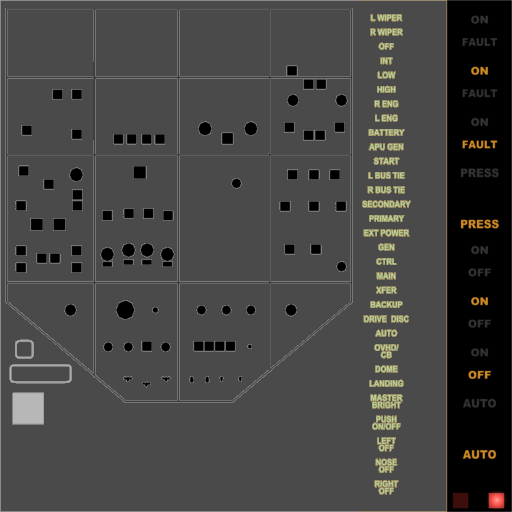 L WIPER
R WIPER
OFF
INT
LOW
HIGH
R ENG
L ENG
BATTERY
APU GEN
START
L BUS TIE
R BUS TIE
SECONDARY
PRIMARY
EXT POWER
GEN
CTRL
MAIN
XFER
BACKUP
DRIVE DISC
AUTO
OVHD/
CB
DOME
LANDING
MASTER
BRIGHT
PUSH
ON/OFF
LEFT
OFF
NOSE
OFF
RIGHT
OFF
ON
FAULT
ON
FAULT
ON
FAULT
PRESS
PRESS
ON
OFF
ON
OFF
ON
OFF
AUTO
AUTO